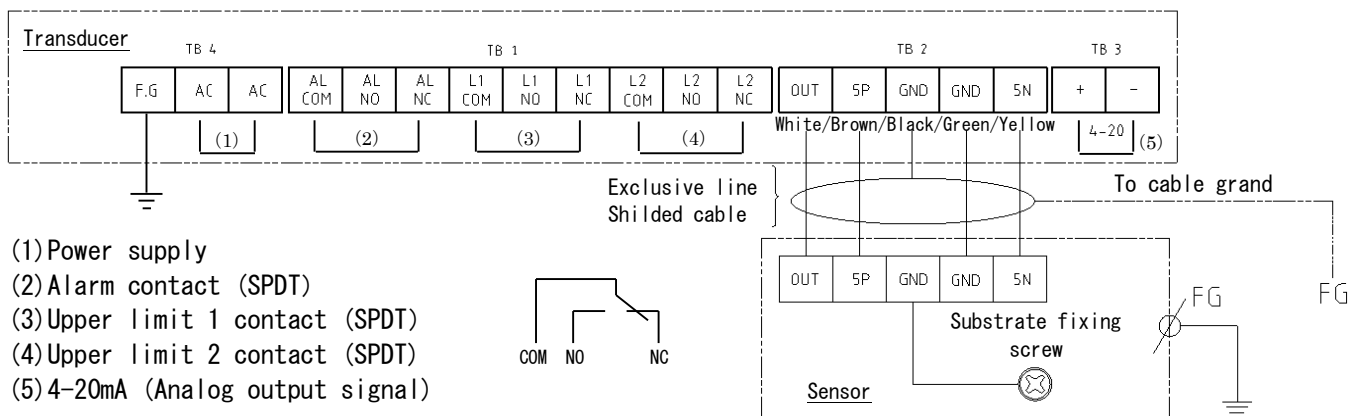 Transducer
TB 4
TB 1
TB 2
TB 3
F.G AC AC AL COM AL NO AL NC L1 COM L1 NO L1 NC L2 COM L2 NO L2 NC OUT 5P GND GND 5N + -
White/Brown/Black/Green/Yellow
(1) (2) (3) (4) 4-20 (5)
Exclusive line
Shilded cable
To cable grand
(1)Power supply
(2)Alarm contact (SPDT)
(3)Upper limit 1 contact (SPDT)
(4)Upper limit 2 contact (SPDT)
(5)4-20mA (Analog output signal)
COM NO NC
OUT 5P GND GND 5N
Substrate fixing
screw
Sensor
FG
FG